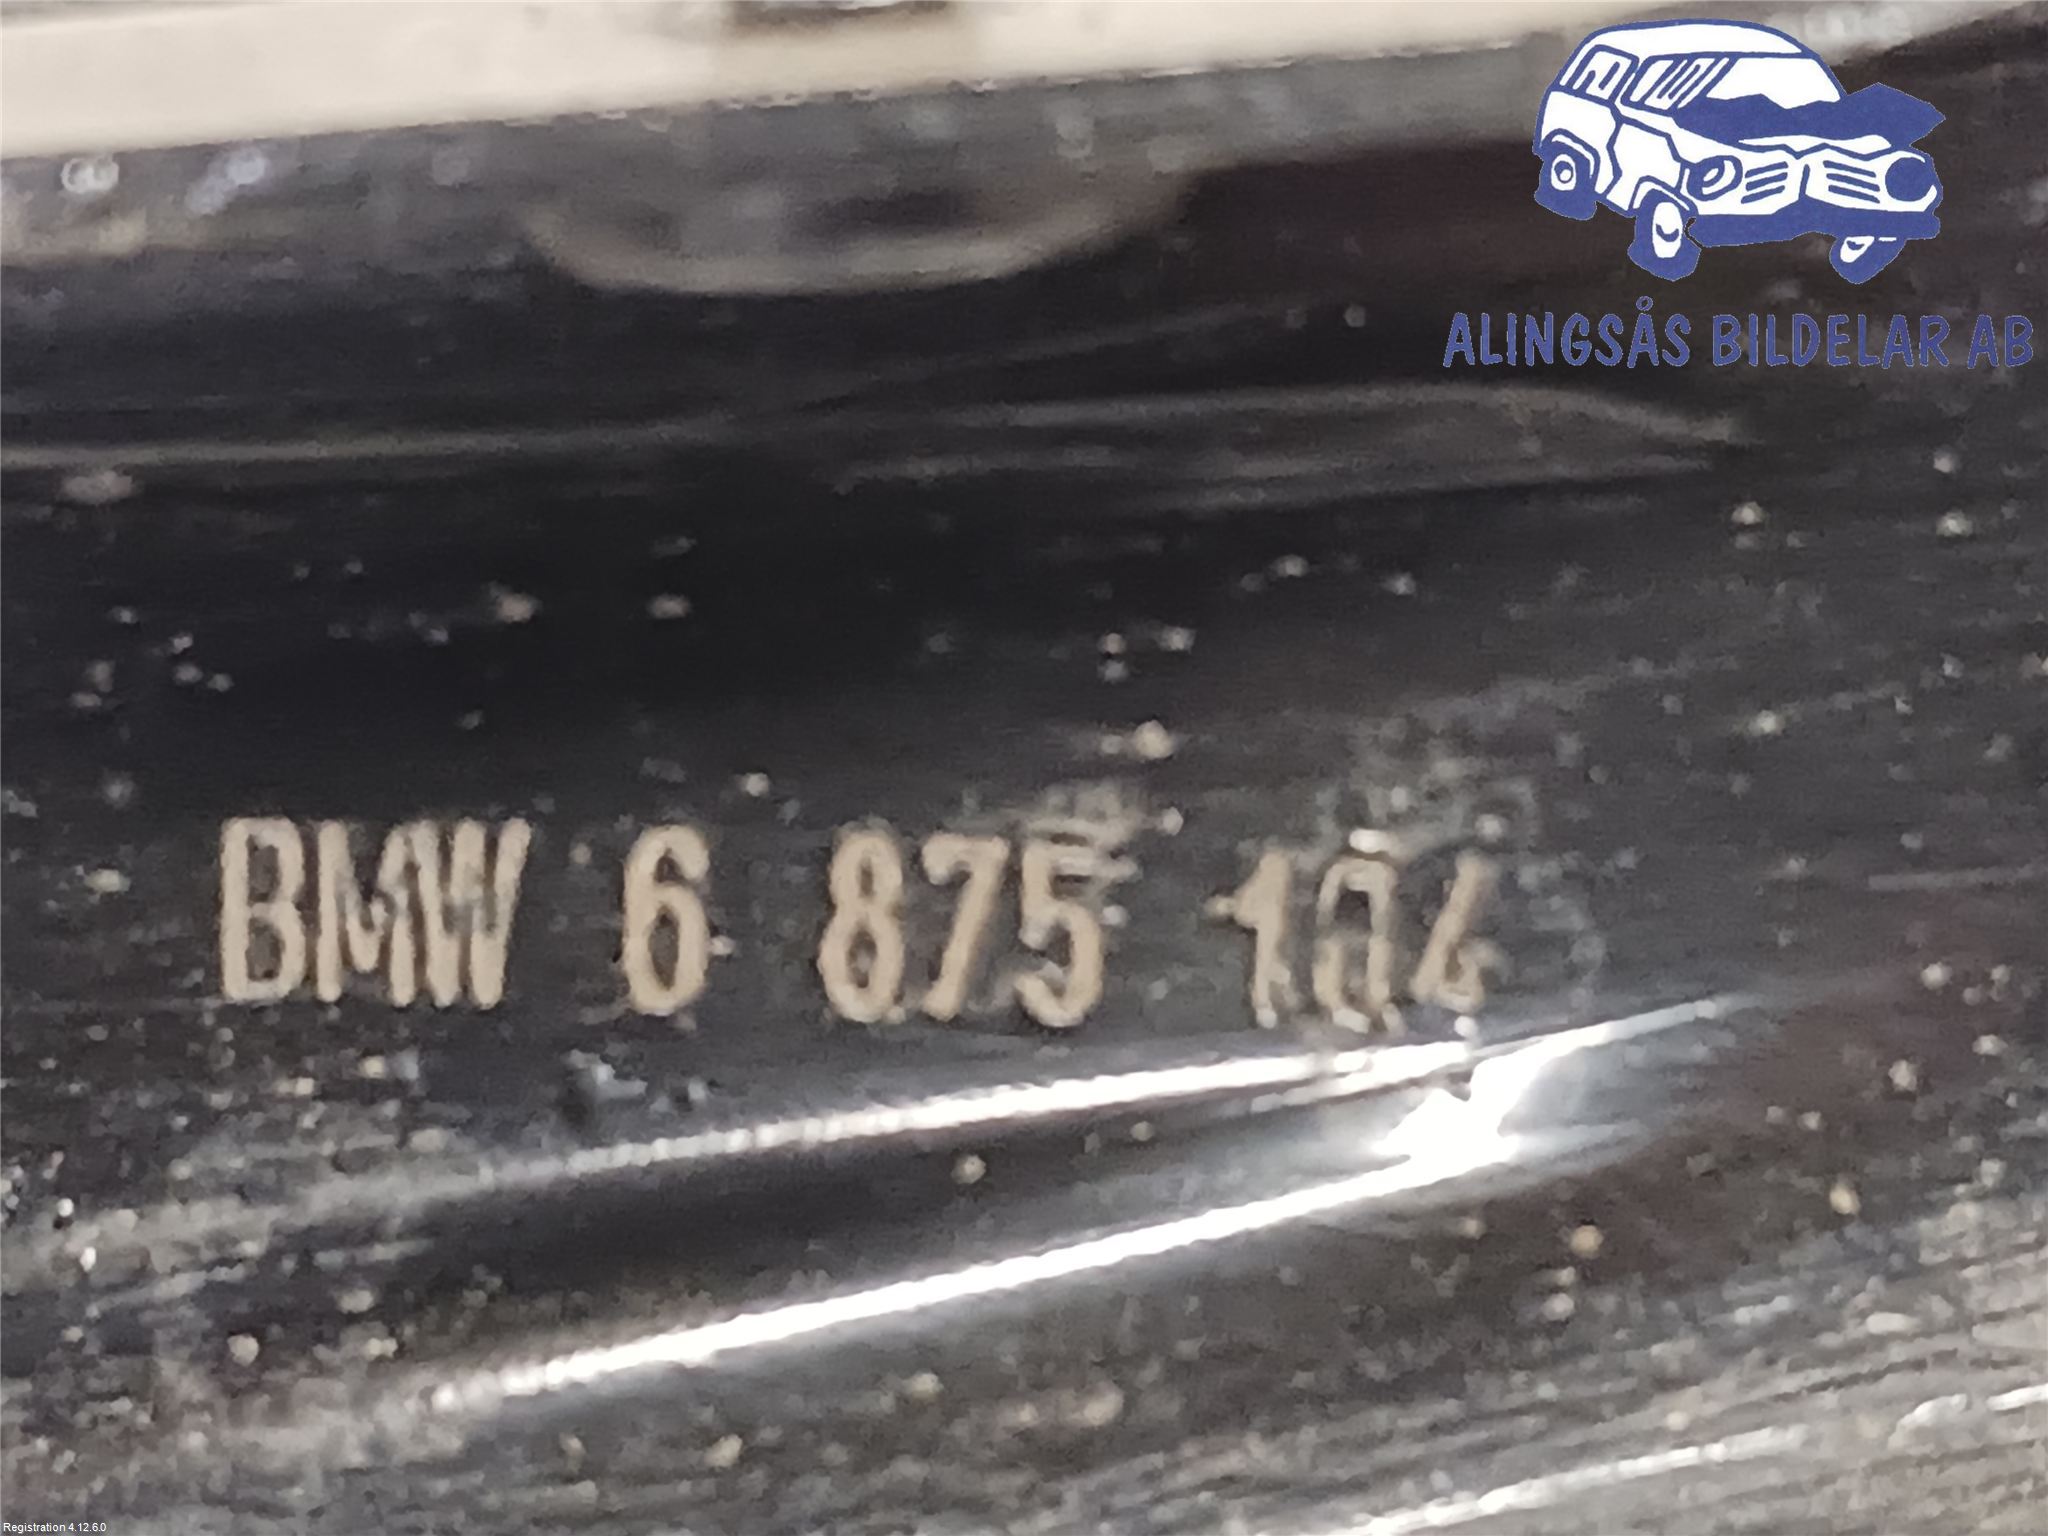 ALINGSÅS BILDELAR AB
BMW 6 875 104
Registration 4.12.6.0